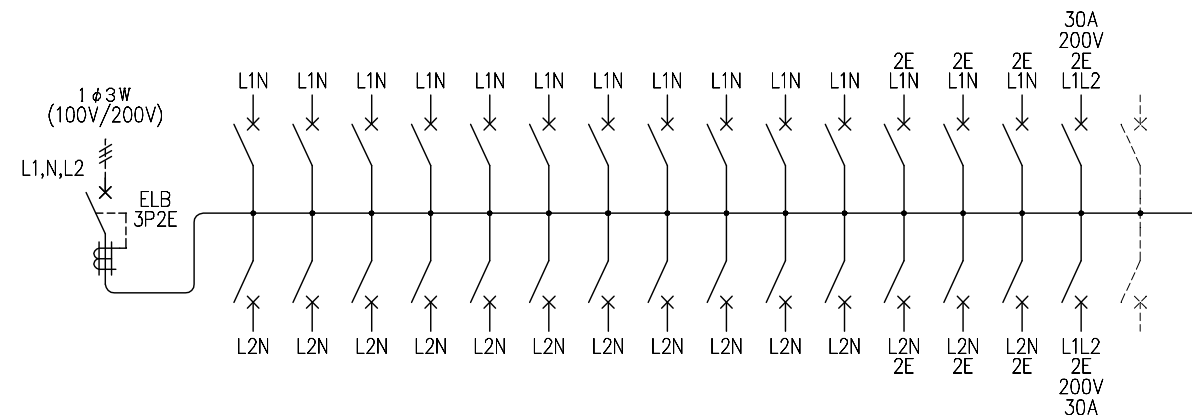 30A
200V
2E 2E 2E 2E
L1N L1N L1N L1N L1N L1N L1N L1N L1N L1N L1N L1N L1N L1N L1L2
1φ3W
(100V/200V)
L1,N,L2
ELB
3P2E
L2N L2N L2N L2N L2N L2N L2N L2N L2N L2N L2N L2N L2N L2N L1L2
2E 2E 2E 2E
200V
30A